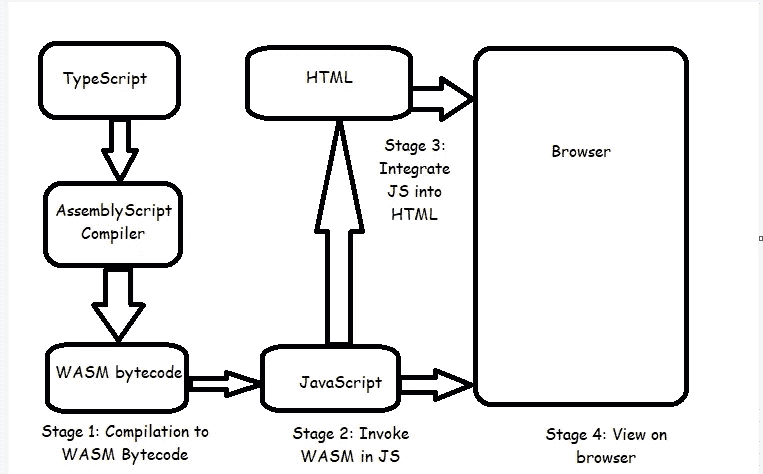 TypeScript
AssemblyScript
Compiler
WASM bytecode
Stage 1: Compilation to
WASM Bytecode
HTML
Stage 3:
Integrate
JS into
HTML
JavaScript
Stage 2: Invoke
WASM in JS
Browser
Stage 4: View on
browser